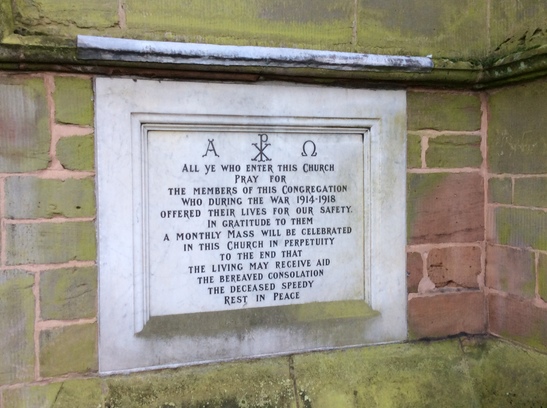 Α ☧ Ω
ALL YE WHO ENTER THIS CHURCH
PRAY FOR
THE MEMBERS OF THIS CONGREGATION
WHO DURING THE WAR 1914-1918
OFFERED THEIR LIVES FOR OUR SAFETY.
IN GRATITUDE TO THEM
A MONTHLY MASS WILL BE CELEBRATED
IN THIS CHURCH IN PERPETUITY
TO THE END THAT
THE LIVING MAY RECEIVE AID
THE BEREAVED CONSOLATION
THE DECEASED SPEEDY
REST IN PEACE